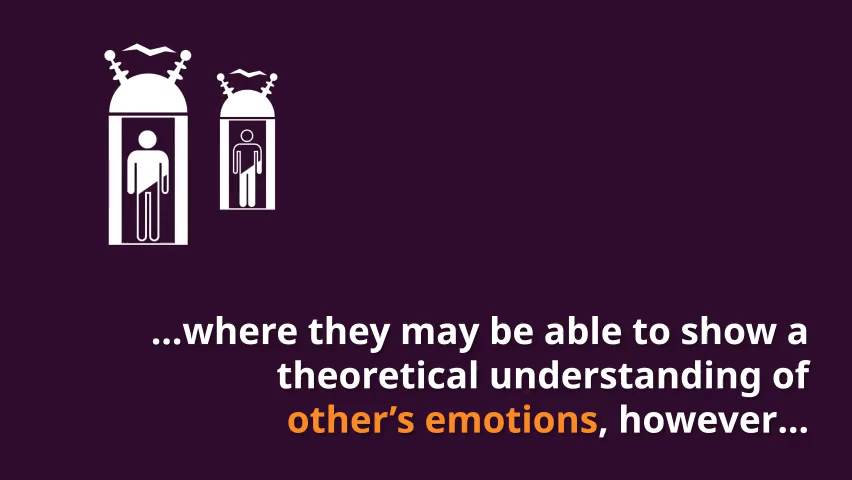 ...where they may be able to show a
theoretical understanding of
other’s emotions, however...